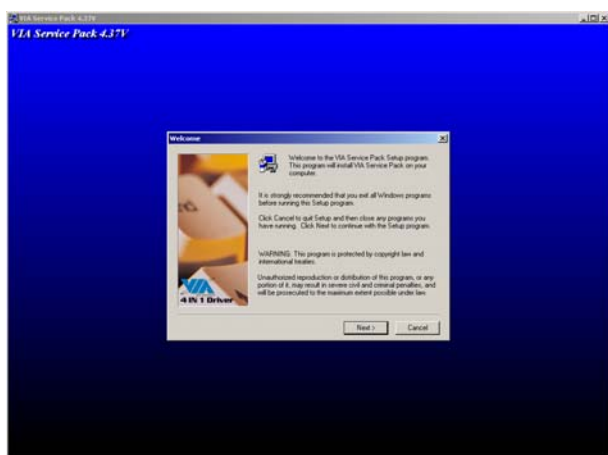 VIA Service Pack 4.37V
VIA Service Pack 4.37V
Welcome
Welcome to the VIA Service Pack Setup program.
This program will install VIA Service Pack on your
computer.
It is strongly recommended that you exit all Windows programs
before running this Setup program.
Click Cancel to quit Setup and then close any programs you
have running. Click Next to continue with the Setup program.
WARNING: This program is protected by copyright law and
international treaties.
Unauthorized reproduction or distribution of this program, or any
portion of it, may result in severe civil and criminal penalties, and
will be prosecuted to the maximum extent possible under law.
VIA
4 IN 1 Driver
Next >
Cancel